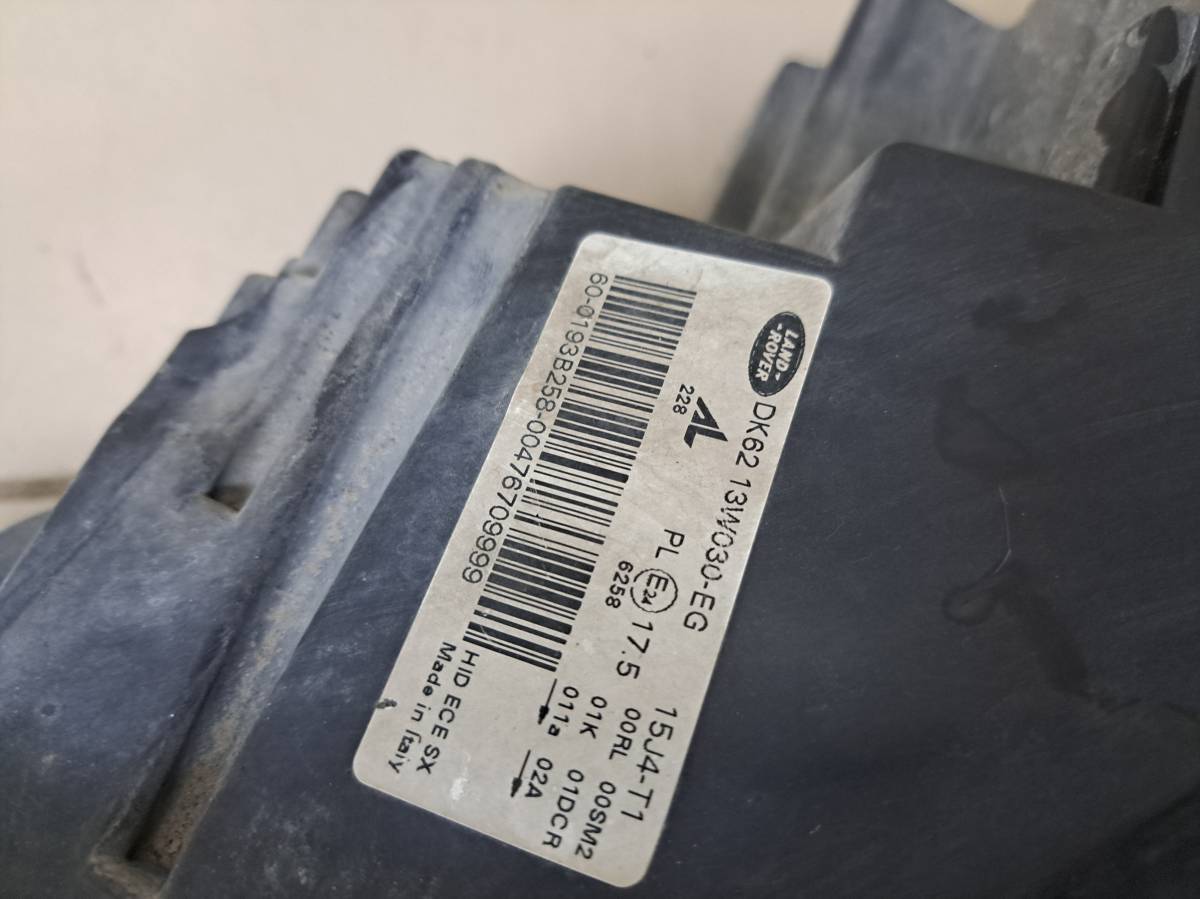 LAND-
-ROVER
DK62 13W030-EG
15J4-T1
228
PL E24 17.5
6258
00RL 00SM2
01K 01DCR
011a 02A
60-0193B258-00476709999
HID ECE SX
Made in Italy